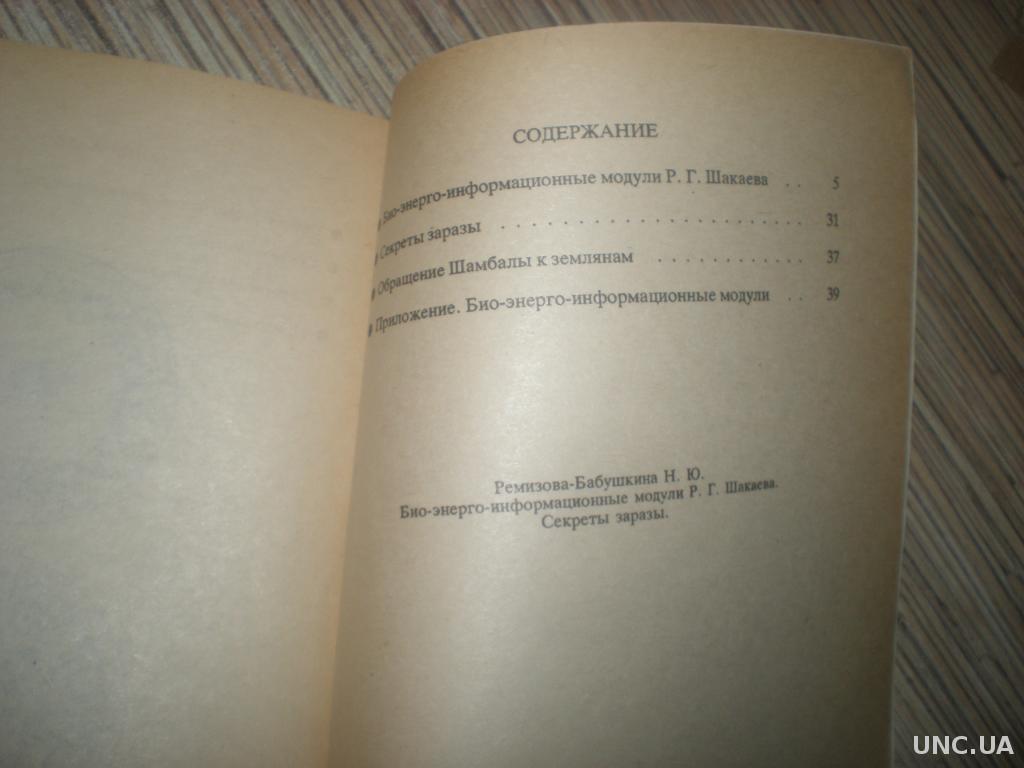 СОДЕРЖАНИЕ
Био-энерго-информационные модули Р. Г. Шакаева . . 5
Секреты заразы . . . . . . . . . . . . . . . . . . . . . 31
Обращение Шамбалы к землянам . . . . . . . . . . . . 37
Приложение. Био-энерго-информационные модули . . 39
Ремизова-Бабушкина Н. Ю.
Био-энерго-информационные модули Р. Г. Шакаева.
Секреты заразы.
UNC.UA